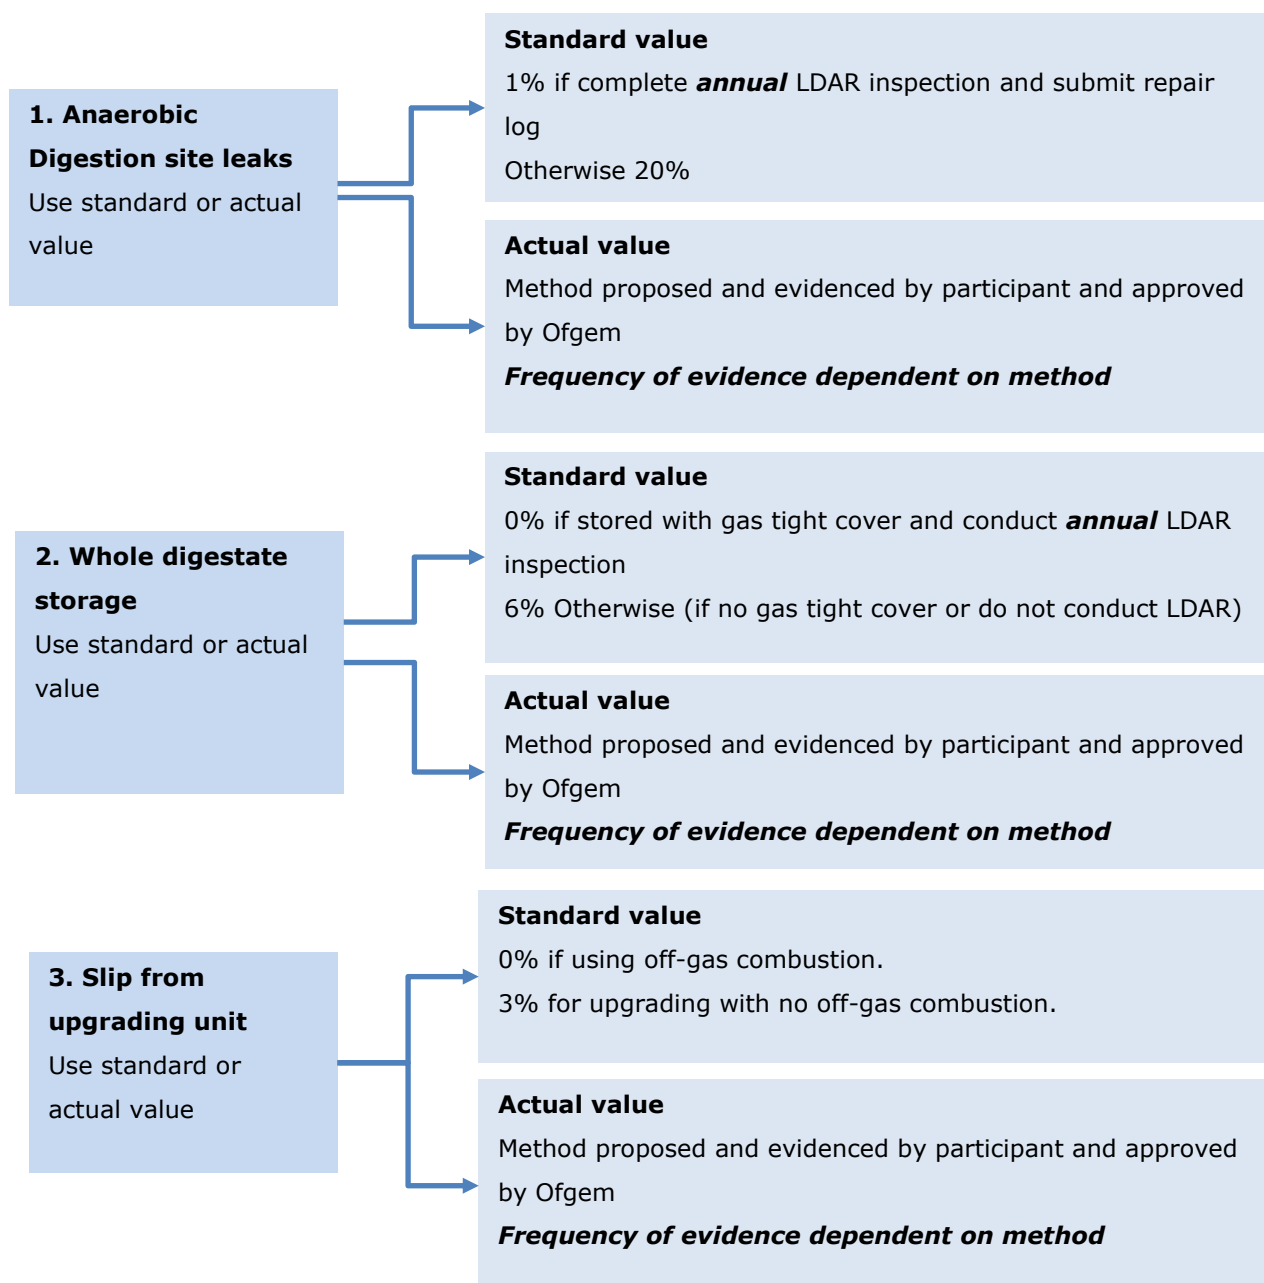 1. Anaerobic
Digestion site leaks
Use standard or actual
value
Standard value
1% if complete annual LDAR inspection and submit repair
log
Otherwise 20%
Actual value
Method proposed and evidenced by participant and approved
by Ofgem
Frequency of evidence dependent on method
2. Whole digestate
storage
Use standard or actual
value
Standard value
0% if stored with gas tight cover and conduct annual LDAR
inspection
6% Otherwise (if no gas tight cover or do not conduct LDAR)
Actual value
Method proposed and evidenced by participant and approved
by Ofgem
Frequency of evidence dependent on method
3. Slip from
upgrading unit
Use standard or
actual value
Standard value
0% if using off-gas combustion.
3% for upgrading with no off-gas combustion.
Actual value
Method proposed and evidenced by participant and approved
by Ofgem
Frequency of evidence dependent on method